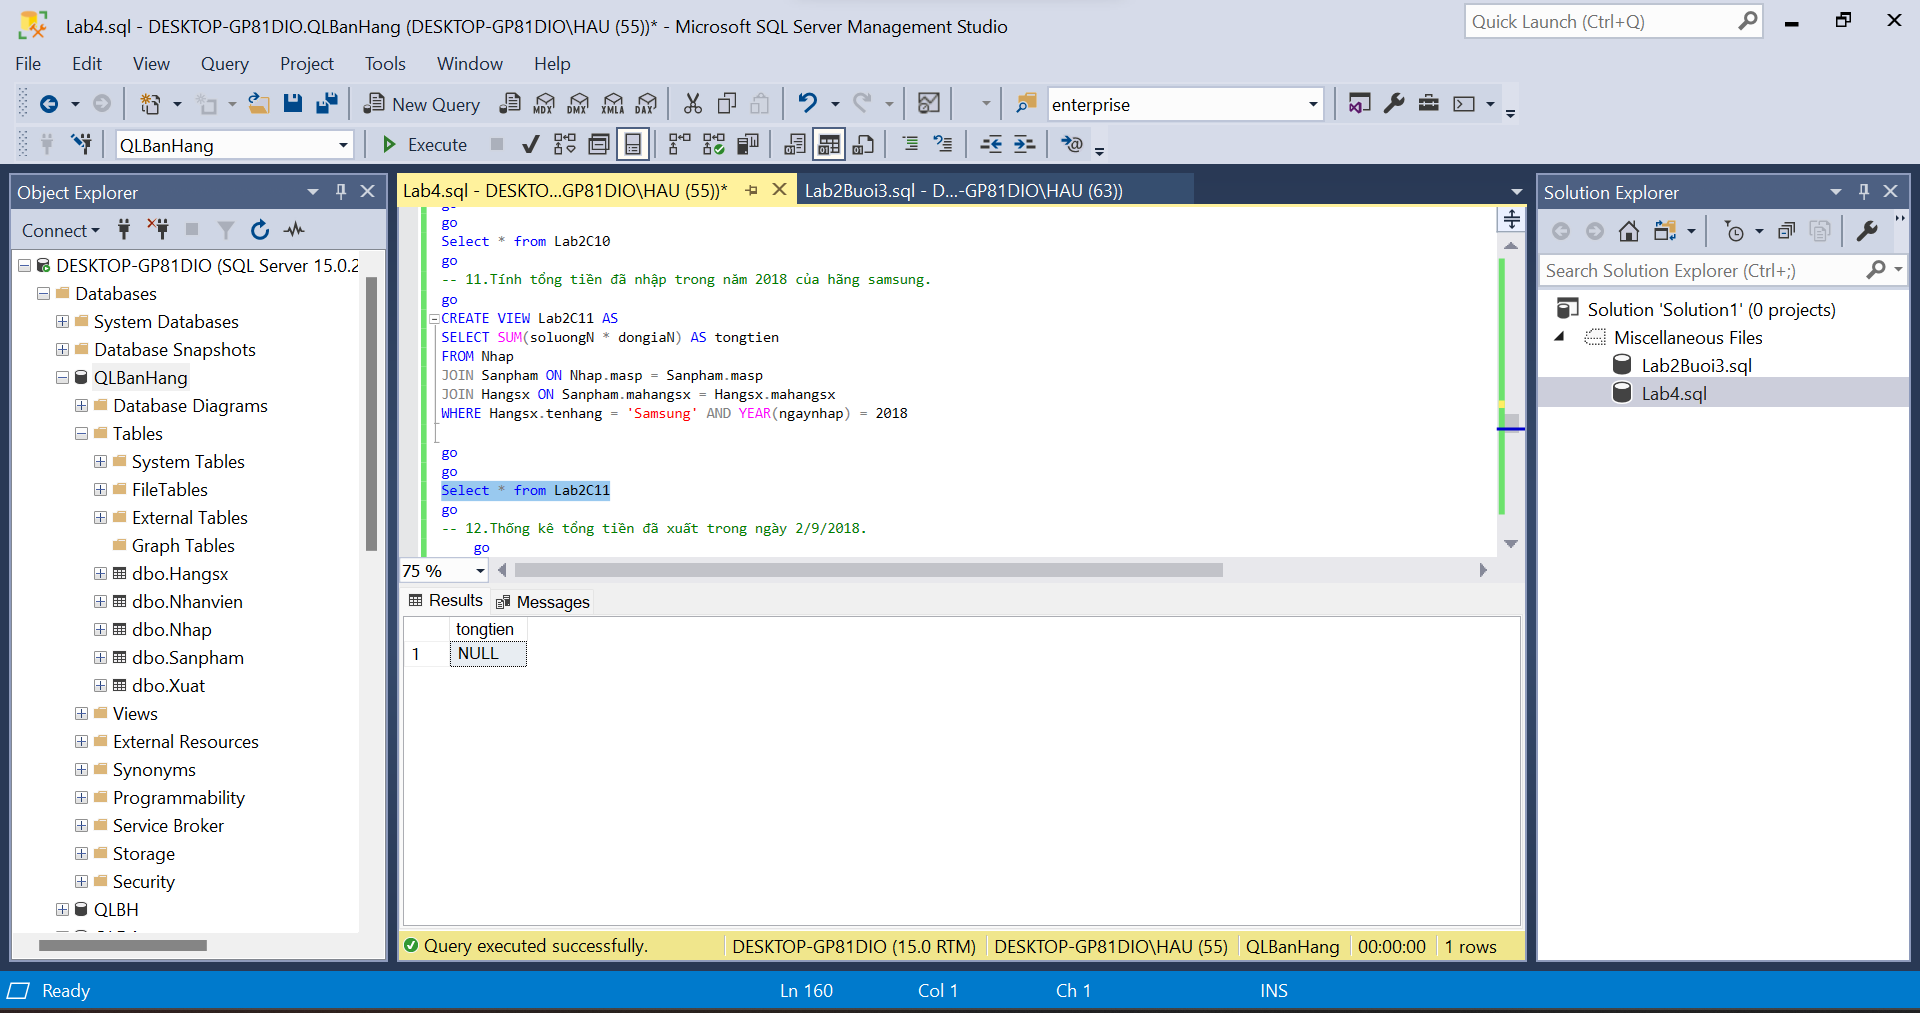 Lab4.sql - DESKTOP-GP81DIO.QLBanHang (DESKTOP-GP81DIO\HAU (55))* - Microsoft SQL Server Management Studio
Quick Launch (Ctrl+Q)
File Edit View Query Project Tools Window Help
New Query MDX DMX XMLA DAX enterprise
QLBanHang Execute
Object Explorer
Connect
DESKTOP-GP81DIO (SQL Server 15.0.2
Databases
System Databases
Database Snapshots
QLBanHang
Database Diagrams
Tables
System Tables
FileTables
External Tables
Graph Tables
dbo.Hangsx
dbo.Nhanvien
dbo.Nhap
dbo.Sanpham
dbo.Xuat
Views
External Resources
Synonyms
Programmability
Service Broker
Storage
Security
QLBH
Lab4.sql - DESKTO...GP81DIO\HAU (55))* Lab2Buoi3.sql - D...-GP81DIO\HAU (63))
go
Select * from Lab2C10
go
-- 11.Tính tổng tiền đã nhập trong năm 2018 của hãng samsung.
go
CREATE VIEW Lab2C11 AS
SELECT SUM(soluongN * dongiaN) AS tongtien
FROM Nhap
JOIN Sanpham ON Nhap.masp = Sanpham.masp
JOIN Hangsx ON Sanpham.mahangsx = Hangsx.mahangsx
WHERE Hangsx.tenhang = 'Samsung' AND YEAR(ngaynhap) = 2018
go
go
Select * from Lab2C11
go
-- 12.Thống kê tổng tiền đã xuất trong ngày 2/9/2018.
go
75 %
Results Messages
tongtien
1 NULL
Query executed successfully. DESKTOP-GP81DIO (15.0 RTM) DESKTOP-GP81DIO\HAU (55) QLBanHang 00:00:00 1 rows
Solution Explorer
Search Solution Explorer (Ctrl+;)
Solution 'Solution1' (0 projects)
Miscellaneous Files
Lab2Buoi3.sql
Lab4.sql
Ready Ln 160 Col 1 Ch 1 INS